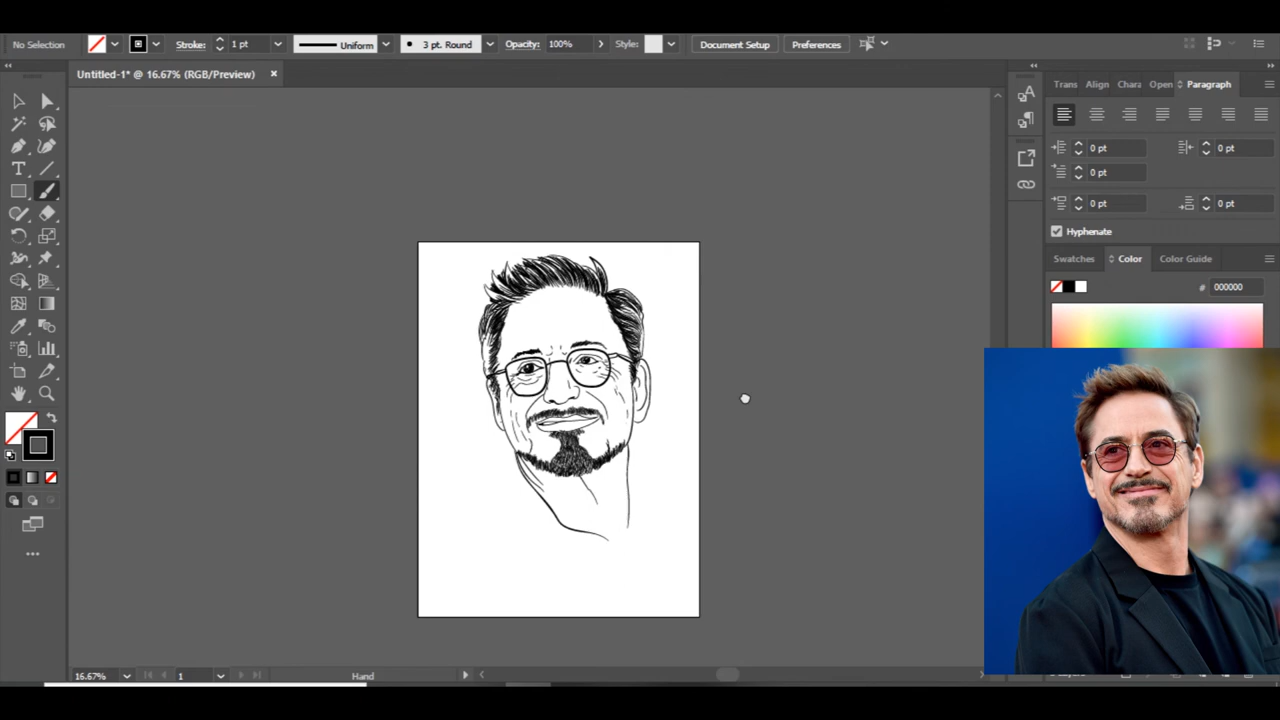 No Selection Stroke: 1 pt Uniform 3 pt. Round Opacity: 100% Style: Document Setup Preferences
Untitled-1* @ 16.67% (RGB/Preview)
Trans Align Chara Open Paragraph
0 pt 0 pt
0 pt
0 pt 0 pt
Hyphenate
Swatches Color Color Guide
# 000000
16.67% 1 Hand